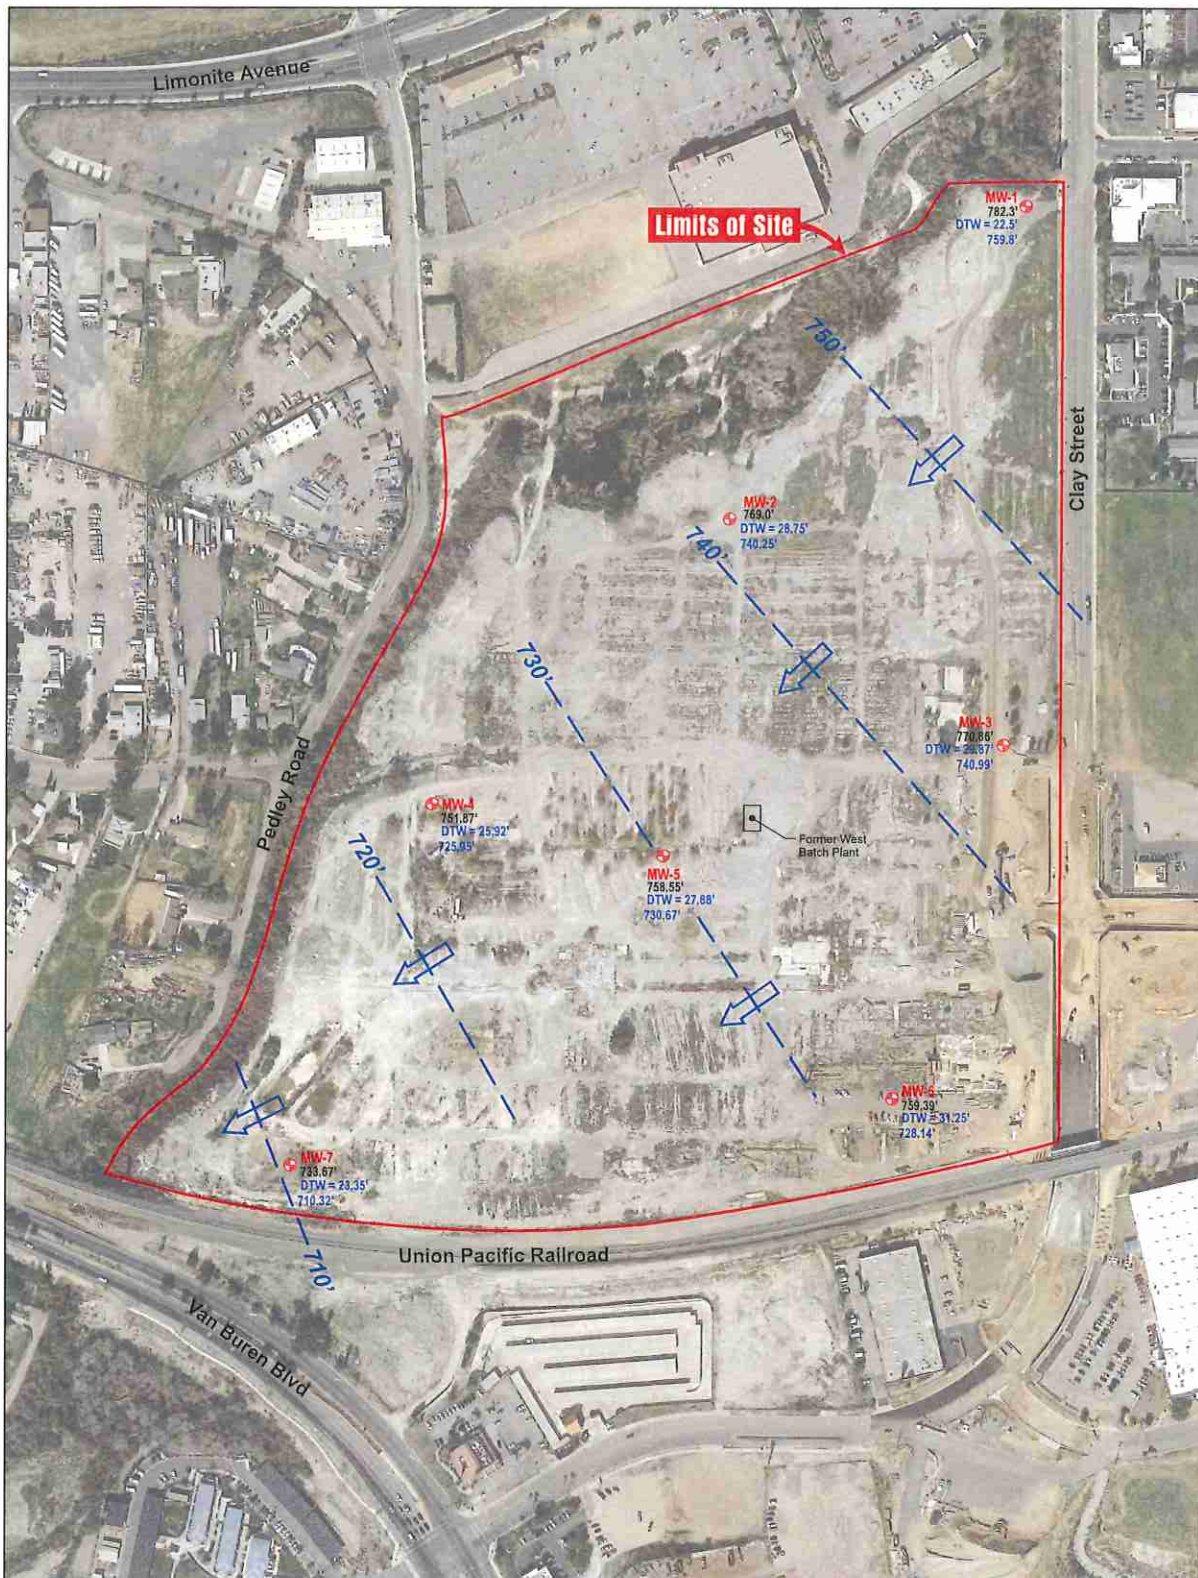 Limonite Avenue
MW-1
782.3'
DTW = 22.5'
759.8'
Limits of Site
750'
Clay Street
MW-2
769.0'
DTW = 28.75'
740.25'
740'
730'
MW-3
770.86'
DTW = 29.87'
740.99'
Pedley Road
MW-4
751.87'
DTW = 25.92'
725.95'
Former West
Batch Plant
720'
MW-5
758.55'
DTW = 27.88'
730.67'
MW-6
759.39'
DTW = 31.25'
728.14'
MW-7
733.67'
DTW = 23.35'
710.32'
Union Pacific Railroad
710'
Van Buren Blvd